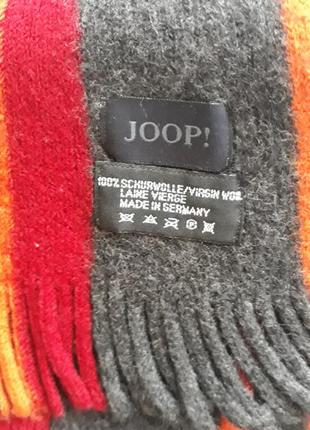 JOOP!
100% SCHURWOLLE/VIRGIN WOOL
LAINE VIERGE
MADE IN GERMANY
P